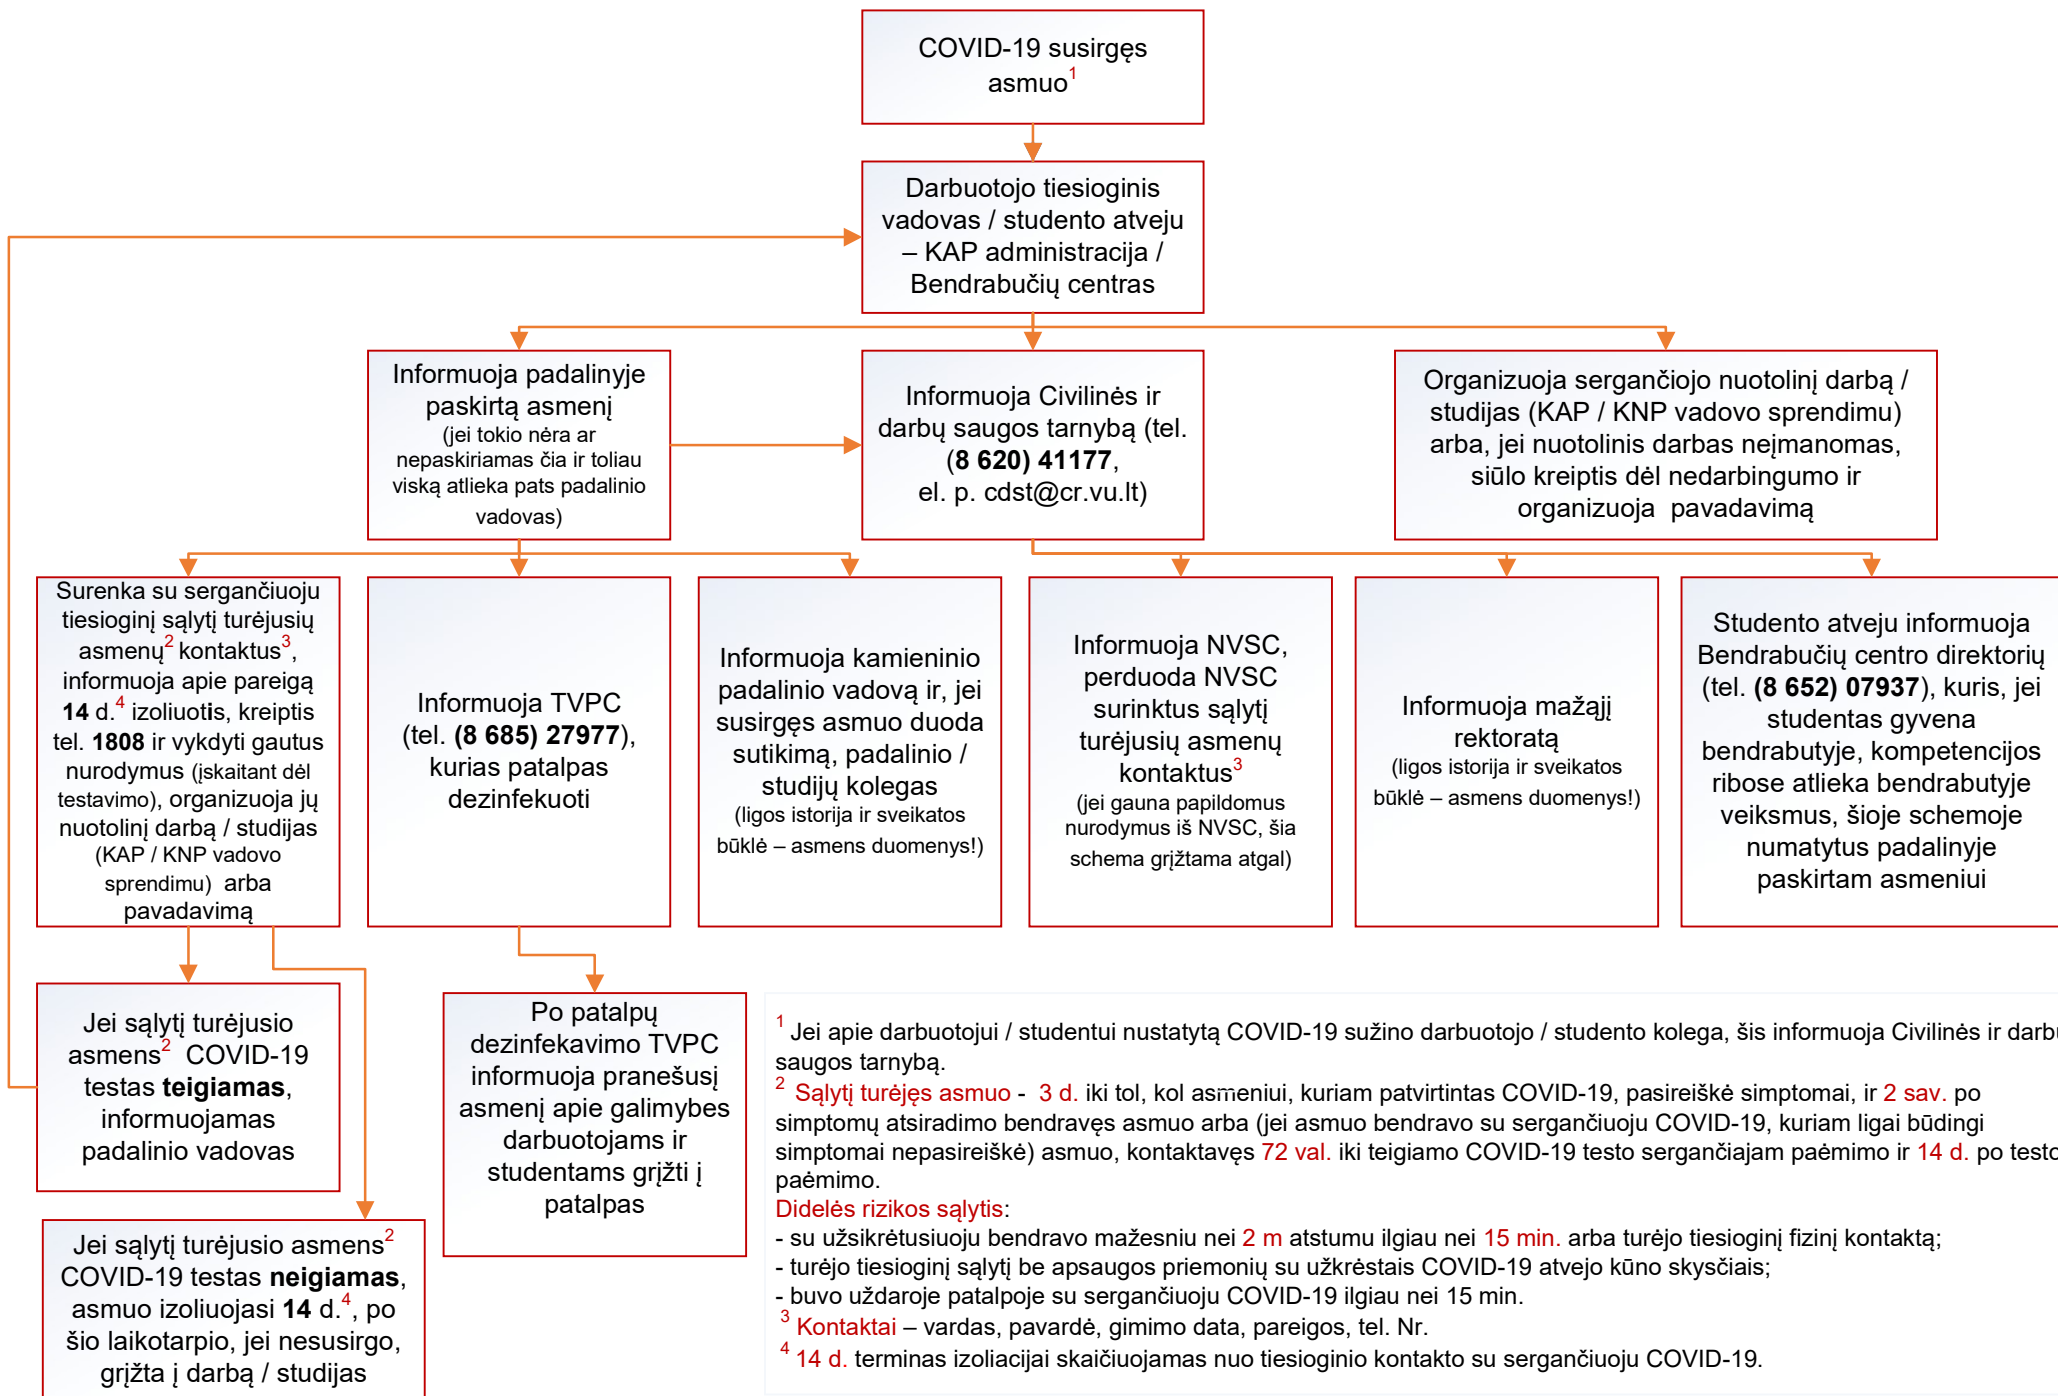 COVID-19 susirgęs
asmuo1
Darbuotojo tiesioginis
vadovas / studento atveju
– KAP administracija /
Bendrabučių centras
Informuoja padalinyje
paskirtą asmenį
(jei tokio nėra ar
nepaskiriamas čia ir toliau
viską atlieka pats padalinio
vadovas)
Informuoja Civilinės ir
darbų saugos tarnybą (tel.
(8 620) 41177,
el. p. cdst@cr.vu.lt)
Organizuoja sergančiojo nuotolinį darbą /
studijas (KAP / KNP vadovo sprendimu)
arba, jei nuotolinis darbas neįmanomas,
siūlo kreiptis dėl nedarbingumo ir
organizuoja pavadavimą
Surenka su sergančiuoju
tiesioginį sąlytį turėjusių
asmenų2 kontaktus3,
informuoja apie pareigą
14 d.4 izoliuotis, kreiptis
tel. 1808 ir vykdyti gautus
nurodymus (įskaitant dėl
testavimo), organizuoja jų
nuotolinį darbą / studijas
(KAP / KNP vadovo
sprendimu) arba
pavadavimą
Informuoja TVPC
(tel. (8 685) 27977),
kurias patalpas
dezinfekuoti
Informuoja kamieninio
padalinio vadovą ir, jei
susirgęs asmuo duoda
sutikimą, padalinio /
studijų kolegas
(ligos istorija ir sveikatos
būklė – asmens duomenys!)
Informuoja NVSC,
perduoda NVSC
surinktus sąlytį
turėjusių asmenų
kontaktus3
(jei gauna papildomus
nurodymus iš NVSC, šia
schema grįžtama atgal)
Informuoja mažąjį
rektoratą
(ligos istorija ir sveikatos
būklė – asmens duomenys!)
Studento atveju informuoja
Bendrabučių centro direktorių
(tel. (8 652) 07937), kuris, jei
studentas gyvena
bendrabutyje, kompetencijos
ribose atlieka bendrabutyje
veiksmus, šioje schemoje
numatytus padalinyje
paskirtam asmeniui
Jei sąlytį turėjusio
asmens2 COVID-19
testas teigiamas,
informuojamas
padalinio vadovas
Jei sąlytį turėjusio asmens2
COVID-19 testas neigiamas,
asmuo izoliuojasi 14 d.4, po
šio laikotarpio, jei nesusirgo,
grįžta į darbą / studijas
Po patalpų
dezinfekavimo TVPC
informuoja pranešusį
asmenį apie galimybes
darbuotojams ir
studentams grįžti į
patalpas
1 Jei apie darbuotojui / studentui nustatytą COVID-19 sužino darbuotojo / studento kolega, šis informuoja Civilinės ir darbu
saugos tarnybą.
2 Sąlytį turėjęs asmuo - 3 d. iki tol, kol asmeniui, kuriam patvirtintas COVID-19, pasireiškė simptomai, ir 2 sav. po
simptomų atsiradimo bendravęs asmuo arba (jei asmuo bendravo su sergančiuoju COVID-19, kuriam ligai būdingi
simptomai nepasireiškė) asmuo, kontaktavęs 72 val. iki teigiamo COVID-19 testo sergančiajam paėmimo ir 14 d. po testo
paėmimo.
Didelės rizikos sąlytis:
- su užsikrėtusiuoju bendravo mažesniu nei 2 m atstumu ilgiau nei 15 min. arba turėjo tiesioginį fizinį kontaktą;
- turėjo tiesioginį sąlytį be apsaugos priemonių su užkrėstais COVID-19 atvejo kūno skysčiais;
- buvo uždaroje patalpoje su sergančiuoju COVID-19 ilgiau nei 15 min.
3 Kontaktai – vardas, pavardė, gimimo data, pareigos, tel. Nr.
4 14 d. terminas izoliacijai skaičiuojamas nuo tiesioginio kontakto su sergančiuoju COVID-19.